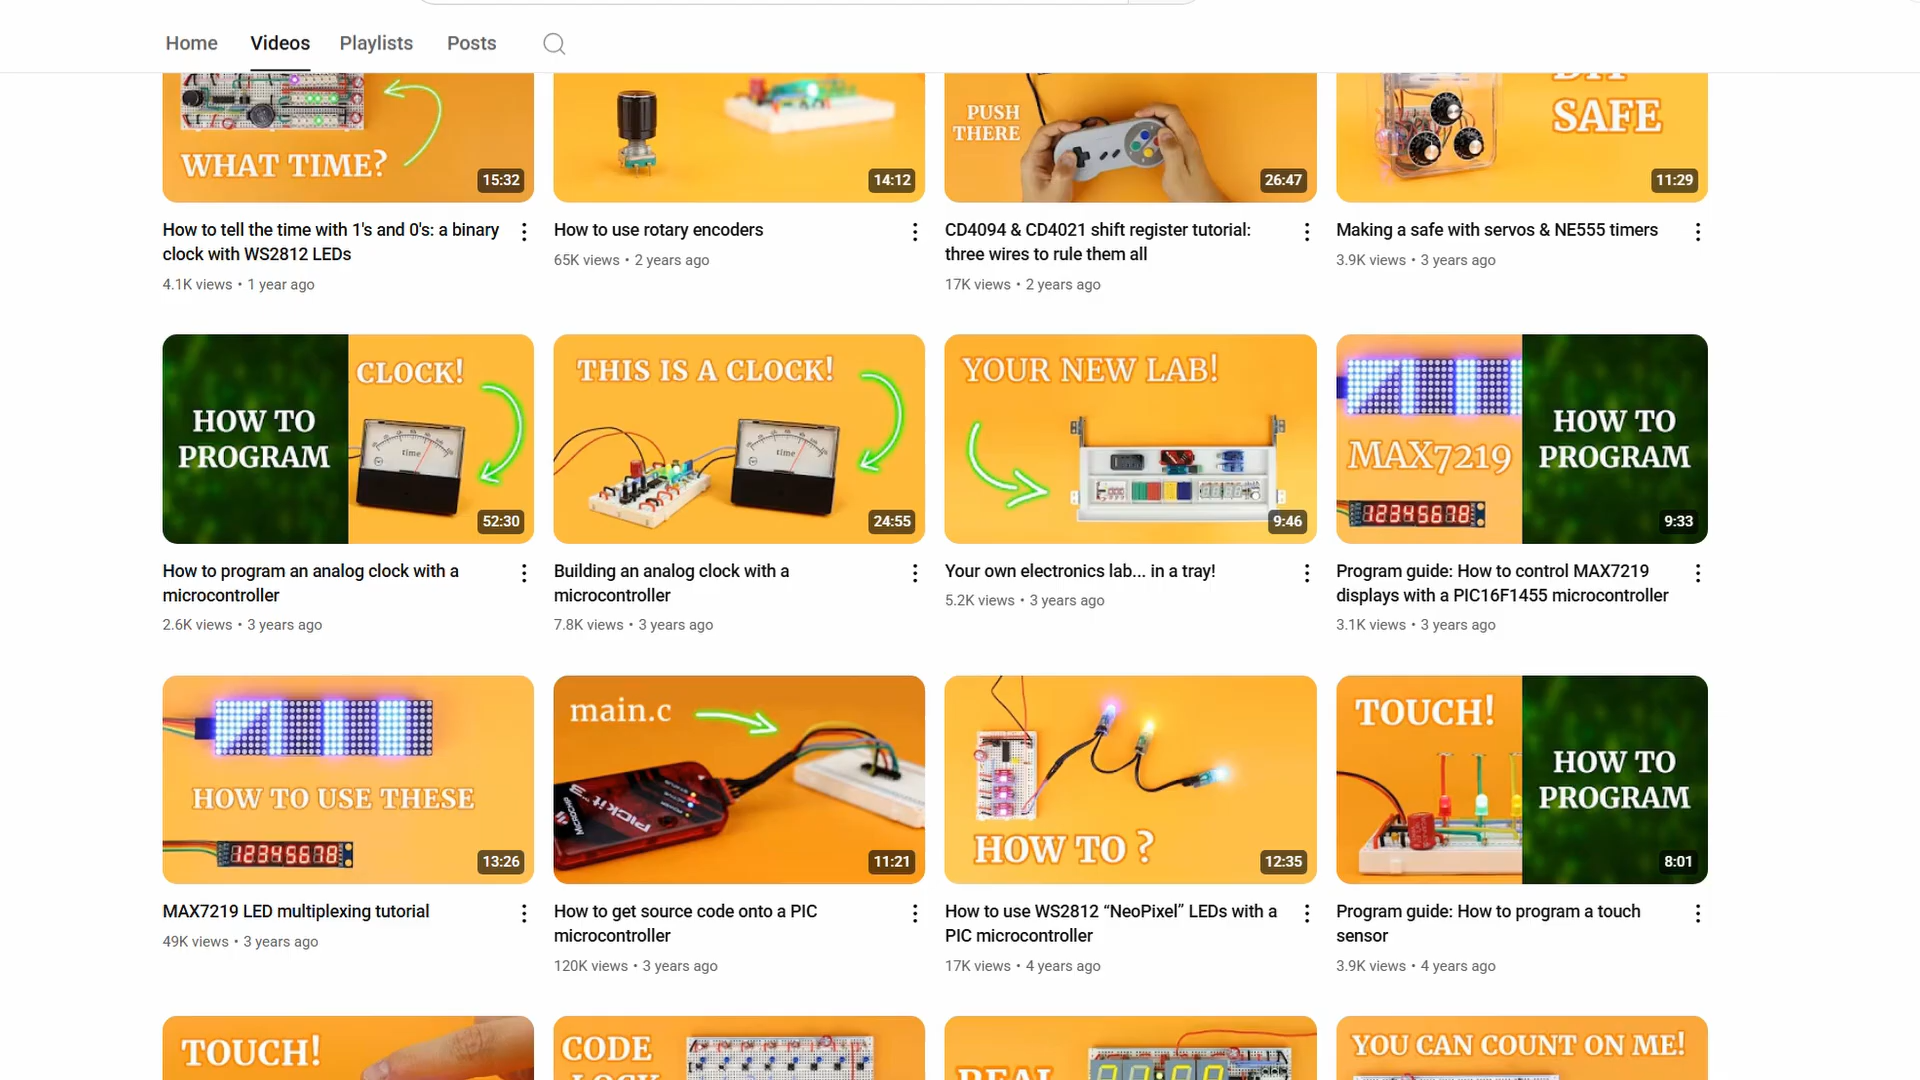 Home Videos Playlists Posts
WHAT TIME?
15:32
14:12
PUSH
THERE
26:47
DIY
SAFE
11:29
How to tell the time with 1's and 0's: a binary
clock with WS2812 LEDs
4.1K views • 1 year ago
How to use rotary encoders
65K views • 2 years ago
CD4094 & CD4021 shift register tutorial:
three wires to rule them all
17K views • 2 years ago
Making a safe with servos & NE555 timers
3.9K views • 3 years ago
HOW TO
PROGRAM
CLOCK!
time
52:30
THIS IS A CLOCK!
time
24:55
YOUR NEW LAB!
9:46
MAX7219
12345678
HOW TO
PROGRAM
9:33
How to program an analog clock with a
microcontroller
2.6K views • 3 years ago
Building an analog clock with a
microcontroller
7.8K views • 3 years ago
Your own electronics lab... in a tray!
5.2K views • 3 years ago
Program guide: How to control MAX7219
displays with a PIC16F1455 microcontroller
3.1K views • 3 years ago
HOW TO USE THESE
12345678
13:26
main.c
MICROCHIP
PICkit 3
11:21
HOW TO ?
12:35
TOUCH!
HOW TO
PROGRAM
8:01
MAX7219 LED multiplexing tutorial
49K views • 3 years ago
How to get source code onto a PIC
microcontroller
120K views • 3 years ago
How to use WS2812 “NeoPixel” LEDs with a
PIC microcontroller
17K views • 4 years ago
Program guide: How to program a touch
sensor
3.9K views • 4 years ago
TOUCH!
CODE
LOCK
REAL
YOU CAN COUNT ON ME!